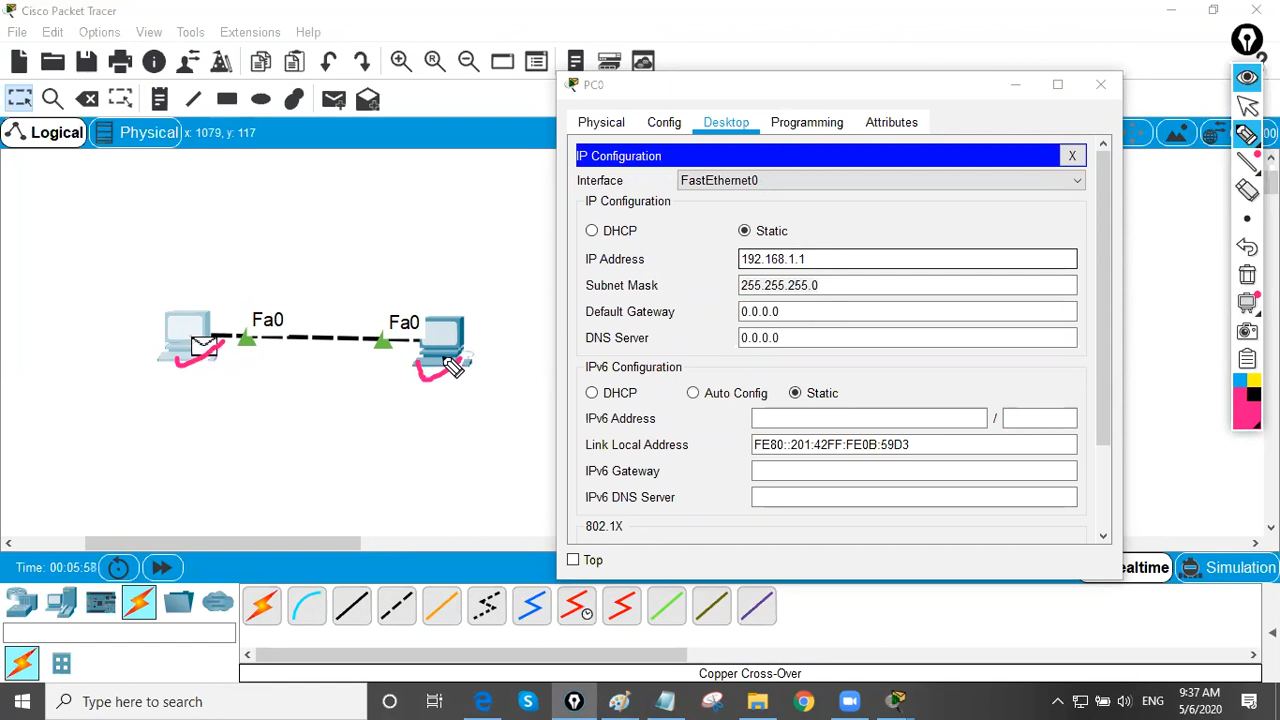 Cisco Packet Tracer
File Edit Options View Tools Extensions Help
PC0
Logical Physical x: 1079, y: 117
Physical Config Desktop Programming Attributes
IP Configuration X
Interface FastEthernet0
IP Configuration
DHCP Static
IP Address 192.168.1.1
Subnet Mask 255.255.255.0
Default Gateway 0.0.0.0
DNS Server 0.0.0.0
IPv6 Configuration
DHCP Auto Config Static
IPv6 Address /
Link Local Address FE80::201:42FF:FE0B:59D3
IPv6 Gateway
IPv6 DNS Server
802.1X
Top
Fa0 Fa0
Time: 00:05:58 ealtime Simulation
Copper Cross-Over
Type here to search
ENG 9:37 AM
5/6/2020